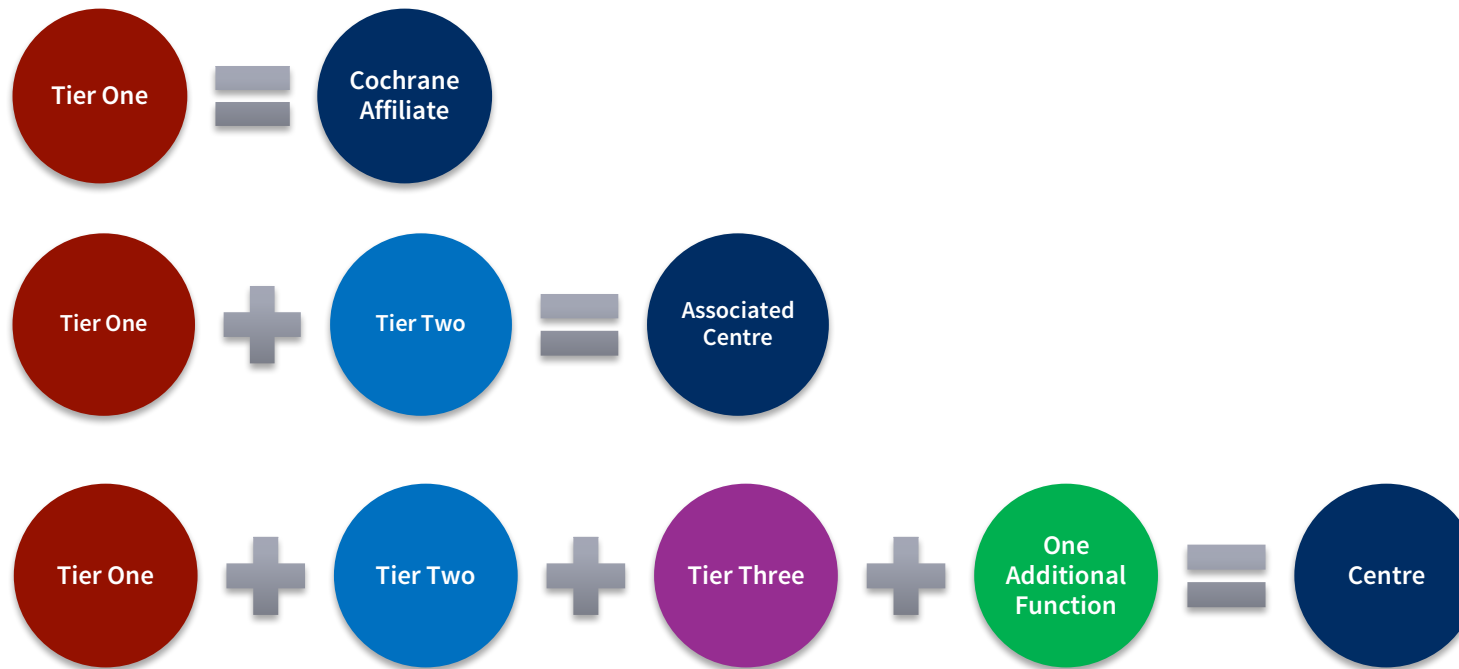 Tier One
Cochrane
Affiliate
Tier One
Tier Two
Associated
Centre
Tier One
Tier Two
Tier Three
One
Additional
Function
Centre